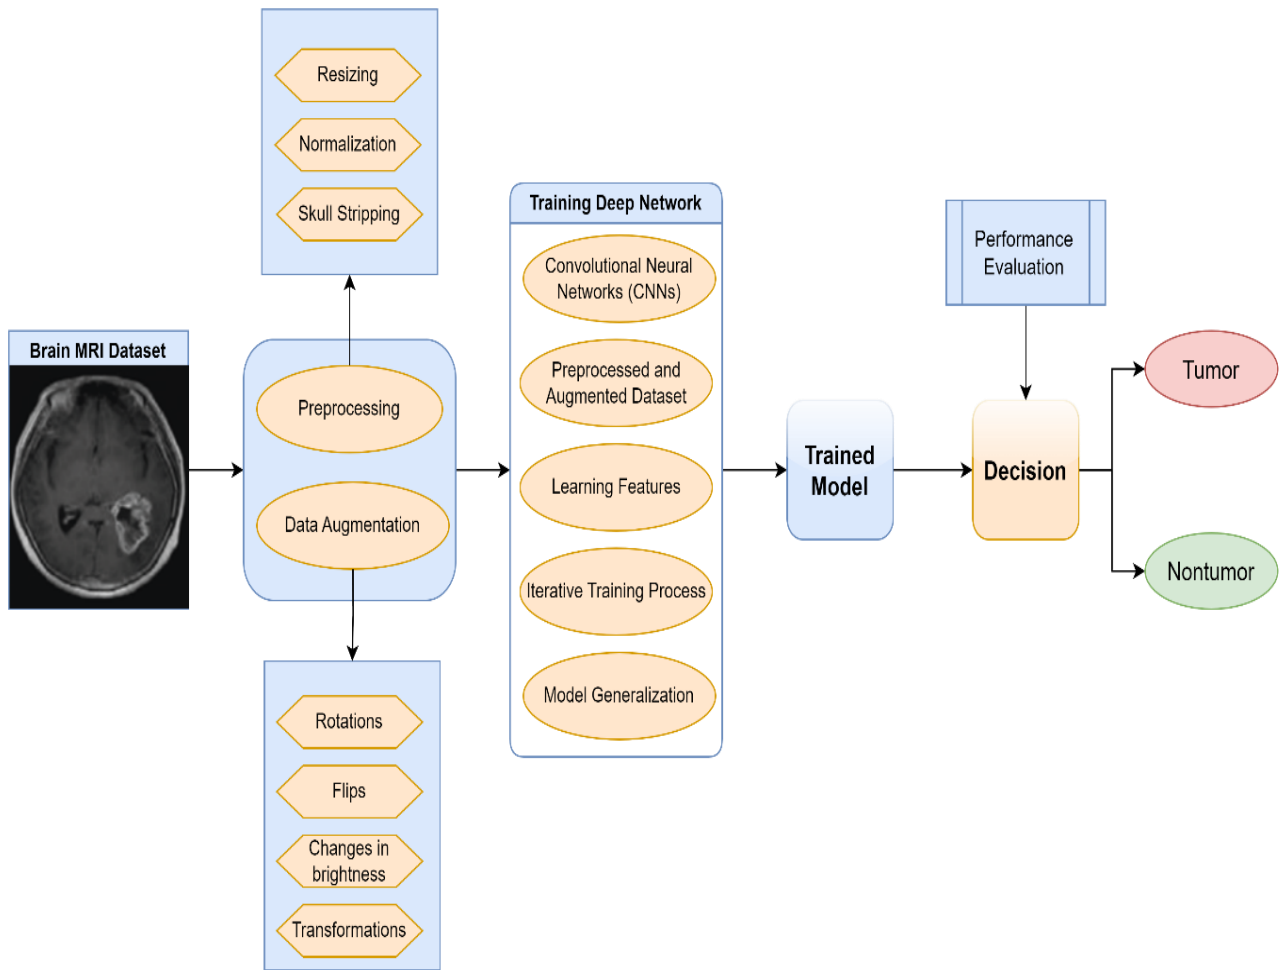 Resizing
Normalization
Skull Stripping
Brain MRI Dataset
Preprocessing
Data Augmentation
Rotations
Flips
Changes in
brightness
Transformations
Training Deep Network
Convolutional Neural
Networks (CNNs)
Preprocessed and
Augmented Dataset
Learning Features
Iterative Training Process
Model Generalization
Trained
Model
Performance
Evaluation
Decision
Tumor
Nontumor